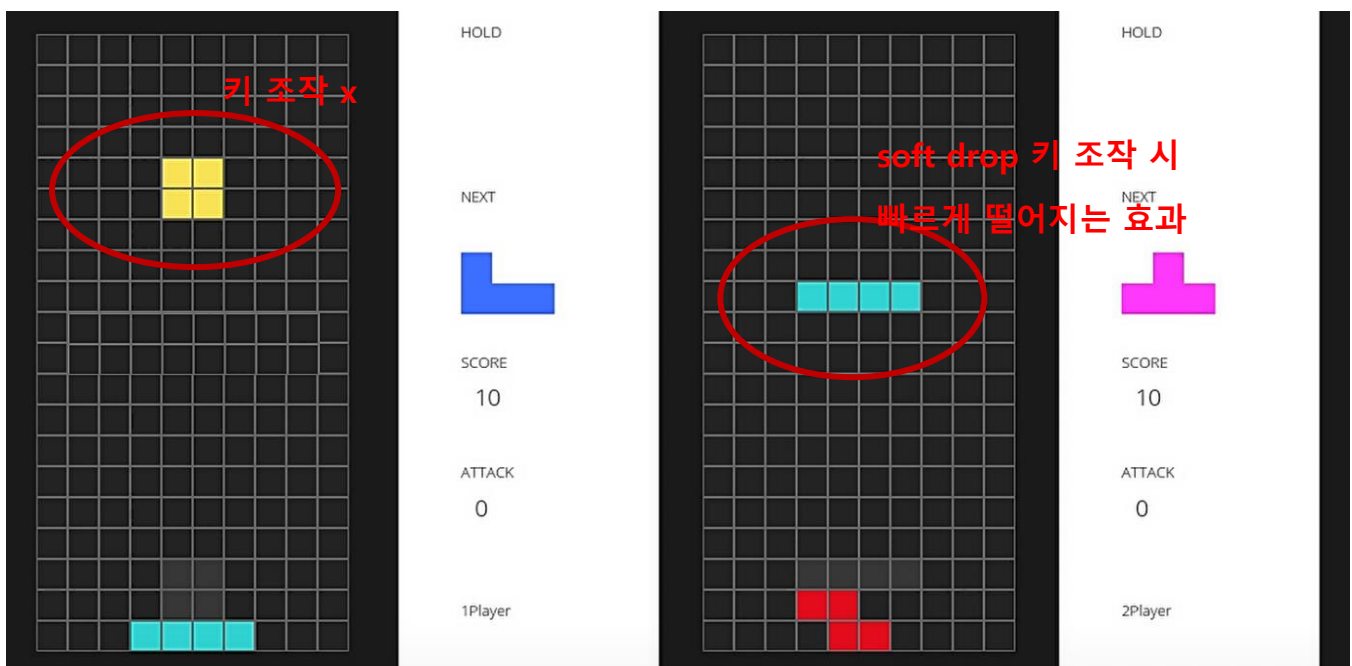 HOLD
키 조작 x
NEXT
SCORE
10
ATTACK
0
1Player
HOLD
soft drop 키 조작 시
NEXT
빠르게 떨어지는 효과
SCORE
10
ATTACK
0
2Player